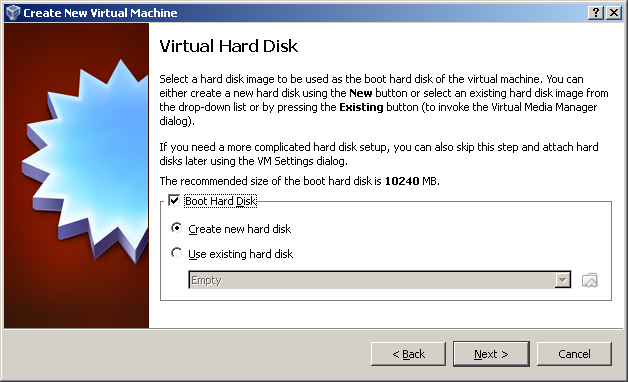 Create New Virtual Machine
Virtual Hard Disk
Select a hard disk image to be used as the boot hard disk of the virtual machine. You can
either create a new hard disk using the New button or select an existing hard disk image from
the drop-down list or by pressing the Existing button (to invoke the Virtual Media Manager
dialog).
If you need a more complicated hard disk setup, you can also skip this step and attach hard
disks later using the VM Settings dialog.
The recommended size of the boot hard disk is 10240 MB.
Boot Hard Disk
Create new hard disk
Use existing hard disk
Empty
< Back
Next >
Cancel